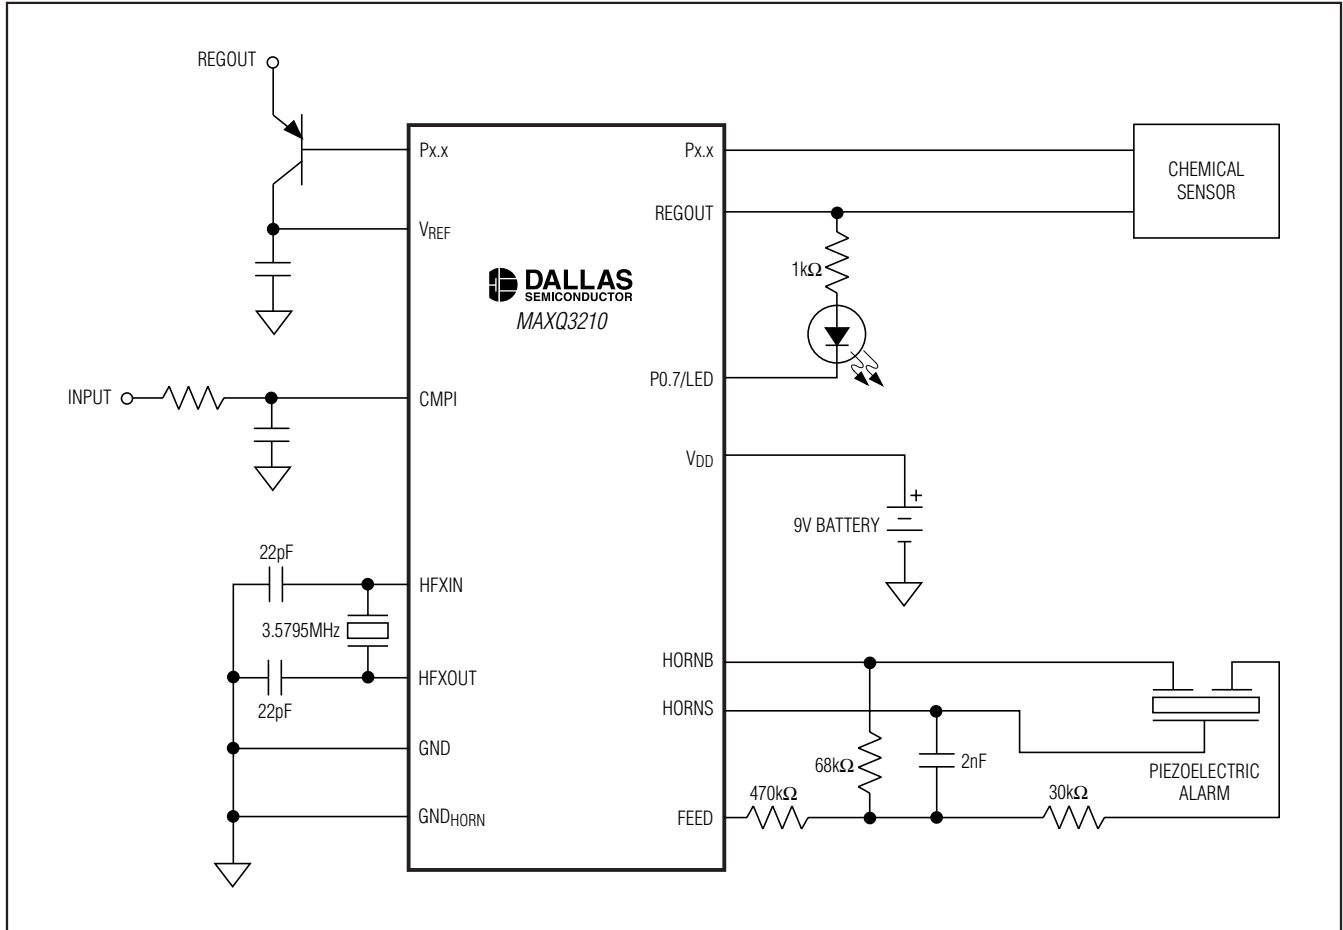 REGOUT
Px.x
Px.x
CHEMICAL
SENSOR
REGOUT
VREF
1kΩ
DALLAS
SEMICONDUCTOR
MAXQ3210
P0.7/LED
INPUT
CMPI
VDD
+
9V BATTERY
22pF
HFXIN
3.5795MHz
HORNB
HFXOUT
HORNS
22pF
GND
68kΩ
2nF
PIEZOELECTRIC
ALARM
470kΩ
30kΩ
GNDHORN
FEED